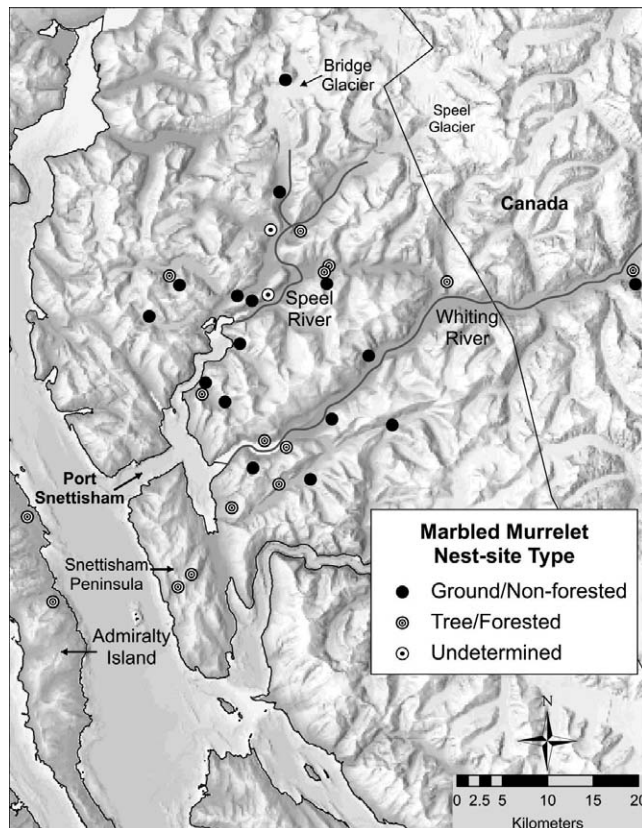 Bridge
Glacier
Speel
Glacier
Canada
Speel
River
Whiting
River
Port
Snettisham
Snettisham
Peninsula
Admiralty
Island
Marbled Murrelet
Nest-site Type
Ground/Non-forested
Tree/Forested
Undetermined
N
0 2.5 5 10 15 20
Kilometers